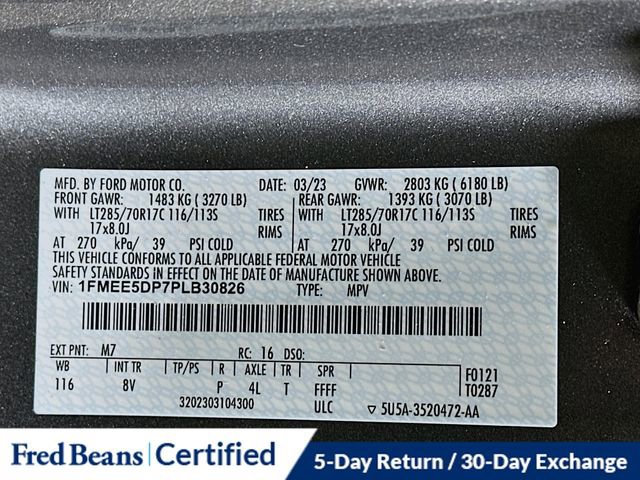 MFD. BY FORD MOTOR CO. DATE: 03/23 GVWR: 2803 KG ( 6180 LB)
FRONT GAWR: 1483 KG ( 3270 LB) REAR GAWR: 1393 KG ( 3070 LB)
WITH LT285/70R17C 116/113S TIRES WITH LT285/70R17C 116/113S TIRES
17x8.0J RIMS 17x8.0J RIMS
AT 270 kPa/ 39 PSI COLD AT 270 kPa/ 39 PSI COLD
THIS VEHICLE CONFORMS TO ALL APPLICABLE FEDERAL MOTOR VEHICLE
SAFETY STANDARDS IN EFFECT ON THE DATE OF MANUFACTURE SHOWN ABOVE.
VIN: 1FMEE5DP7PLB30826 TYPE: MPV
EXT PNT: M7 RC: 16 DSO:
WB INT TR TP/PS R AXLE TR SPR F0121
116 8V P 4L T FFFF T0287
3202303104300 ULC ▽ 5U5A-3520472-AA
Fred Beans Certified 5-Day Return / 30-Day Exchange